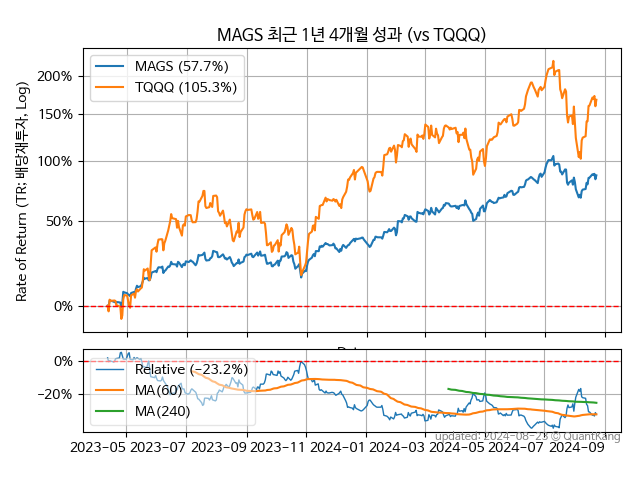 MAGS 최근 1년 4개월 성과 (vs TQQQ)
MAGS (57.7%)
TQQQ (105.3%)
200%
150%
100%
50%
0%
Rate of Return (TR: 배당재투자, Log)
0%
−20%
Relative (−23.2%)
MA(60)
MA(240)
updated: 2024-08-23 © QuantKang
2023−05 2023−07 2023−09 2023−11 2024−01 2024−03 2024−05 2024−07 2024−09